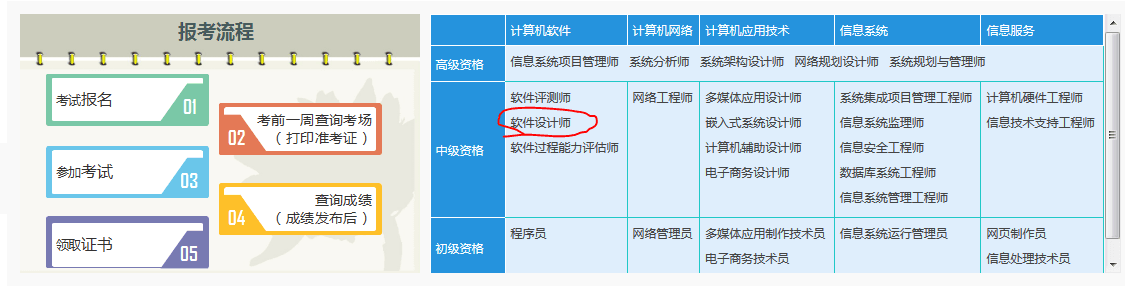 报考流程
考试报名
01
02
考前一周查询考场
（打印准考证）
参加考试
03
04
查询成绩
（成绩发布后）
领取证书
05
计算机软件 计算机网络 计算机应用技术 信息系统 信息服务
高级资格 信息系统项目管理师 系统分析师 系统架构设计师 网络规划设计师 系统规划与管理师
中级资格
软件评测师 网络工程师 多媒体应用设计师 系统集成项目管理工程师 计算机硬件工程师
软件设计师 嵌入式系统设计师 信息系统监理师 信息技术支持工程师
软件过程能力评估师 计算机辅助设计师 信息安全工程师
电子商务设计师 数据库系统工程师
信息系统管理工程师
初级资格
程序员 网络管理员 多媒体应用制作技术员 信息系统运行管理员 网页制作员
电子商务技术员 信息处理技术员